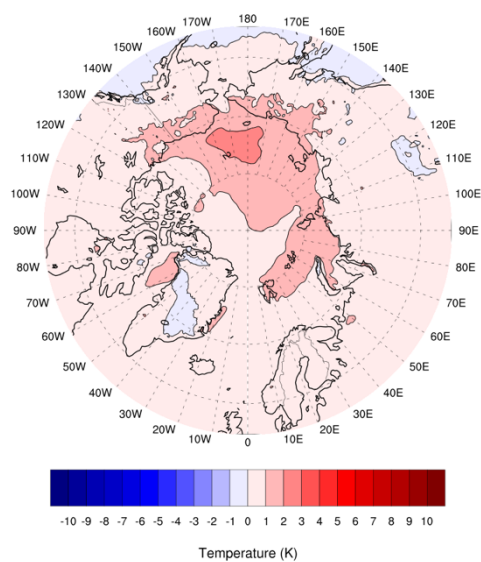 180
170W 170E
160W 160E
150W 150E
140W 140E
130W 130E
120W 120E
110W 110E
100W 100E
90W 90E
80W 80E
70W 70E
60W 60E
50W 50E
40W 40E
30W 30E
20W 20E
10W 0 10E
-10 -9 -8 -7 -6 -5 -4 -3 -2 -1 0 1 2 3 4 5 6 7 8 9 10
Temperature (K)